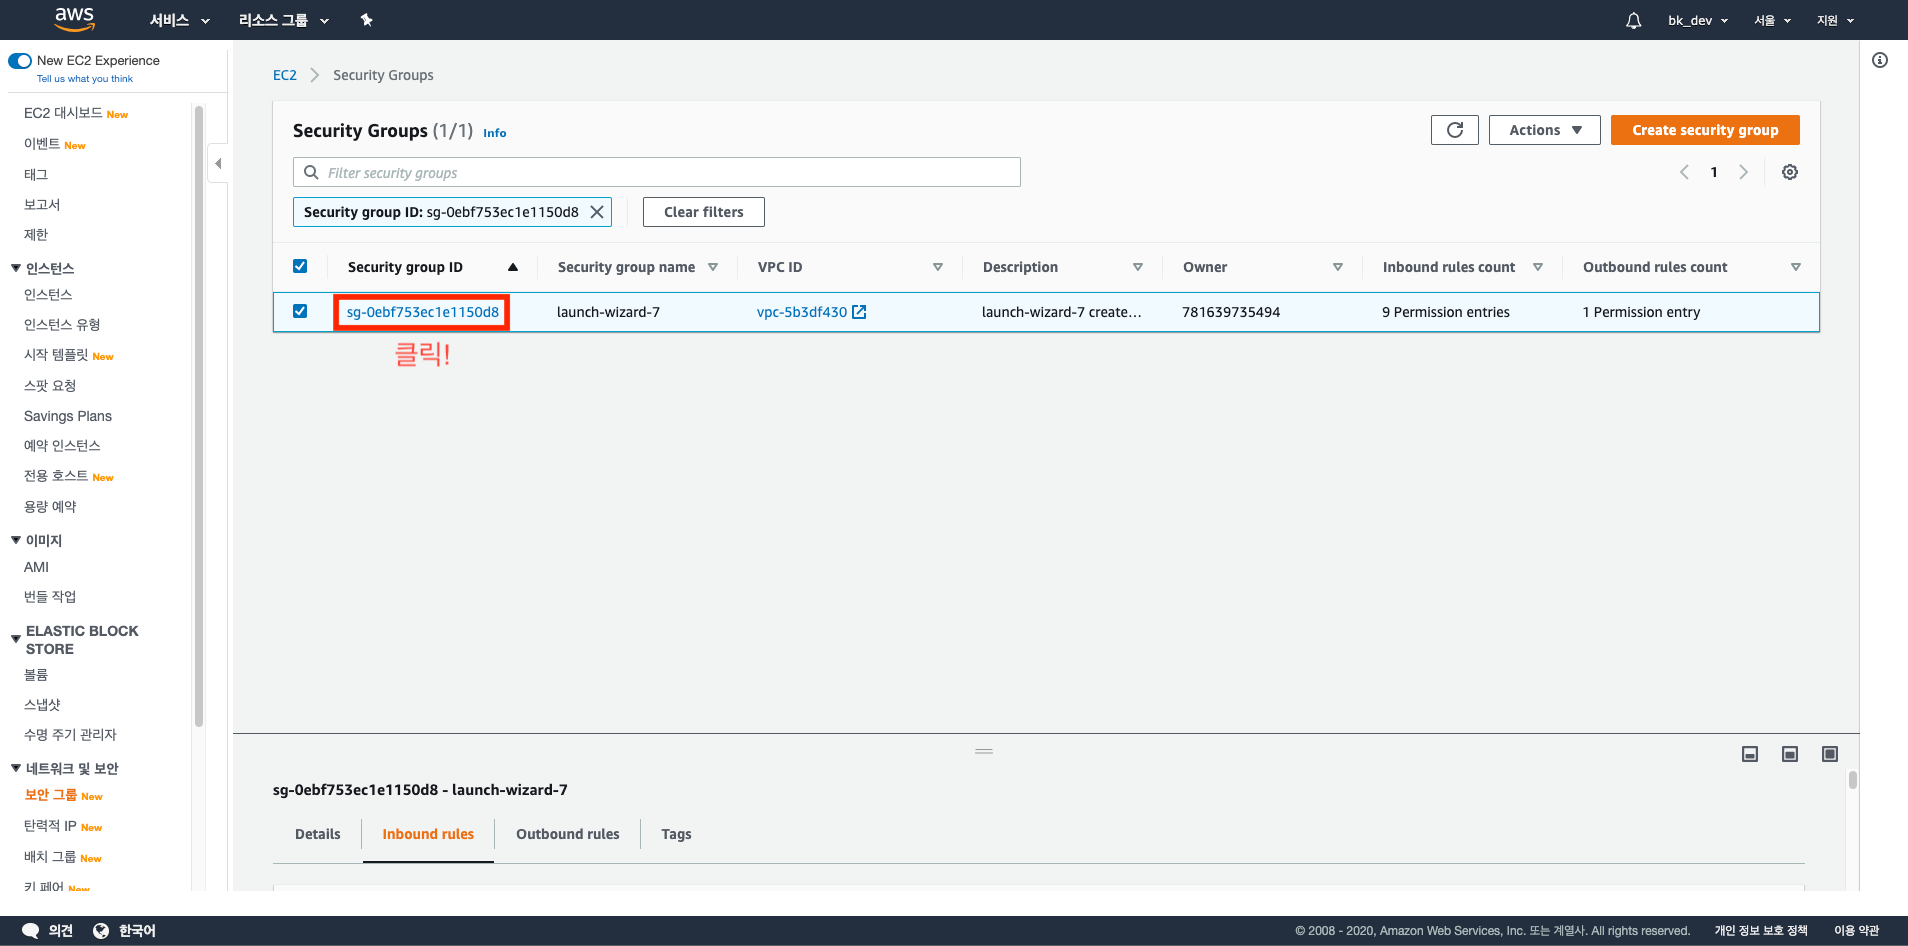 aws
서비스
리소스 그룹
bk_dev
서울
지원
New EC2 Experience
Tell us what you think
EC2 대시보드 New
이벤트 New
태그
보고서
제한
인스턴스
인스턴스
인스턴스 유형
시작 템플릿 New
스팟 요청
Savings Plans
예약 인스턴스
전용 호스트 New
용량 예약
이미지
AMI
번들 작업
ELASTIC BLOCK
STORE
볼륨
스냅샷
수명 주기 관리자
네트워크 및 보안
보안 그룹 New
탄력적 IP New
배치 그룹 New
키 페어 New
EC2 > Security Groups
Security Groups (1/1) Info
Actions
Create security group
Filter security groups
1
Security group ID: sg-0ebf753ec1e1150d8
Clear filters
Security group ID Security group name VPC ID Description Owner Inbound rules count Outbound rules count
sg-0ebf753ec1e1150d8 launch-wizard-7 vpc-5b3df430 launch-wizard-7 create... 781639735494 9 Permission entries 1 Permission entry
클릭!
sg-0ebf753ec1e1150d8 - launch-wizard-7
Details Inbound rules Outbound rules Tags
의견 한국어
© 2008 - 2020, Amazon Web Services, Inc. 또는 계열사. All rights reserved. 개인 정보 보호 정책 이용 약관